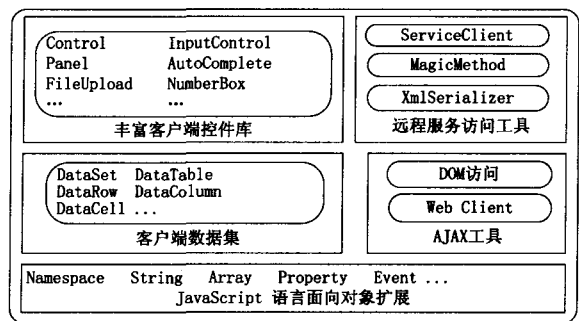 Control InputControl
Panel AutoComplete
FileUpload NumberBox
... ...
丰富客户端控件库
ServiceClient
MagicMethod
XmlSerializer
远程服务访问工具
DataSet DataTable
DataRow DataColumn
DataCell ...
客户端数据集
DOM访问
Web Client
AJAX工具
Namespace String Array Property Event ...
JavaScript 语言面向对象扩展